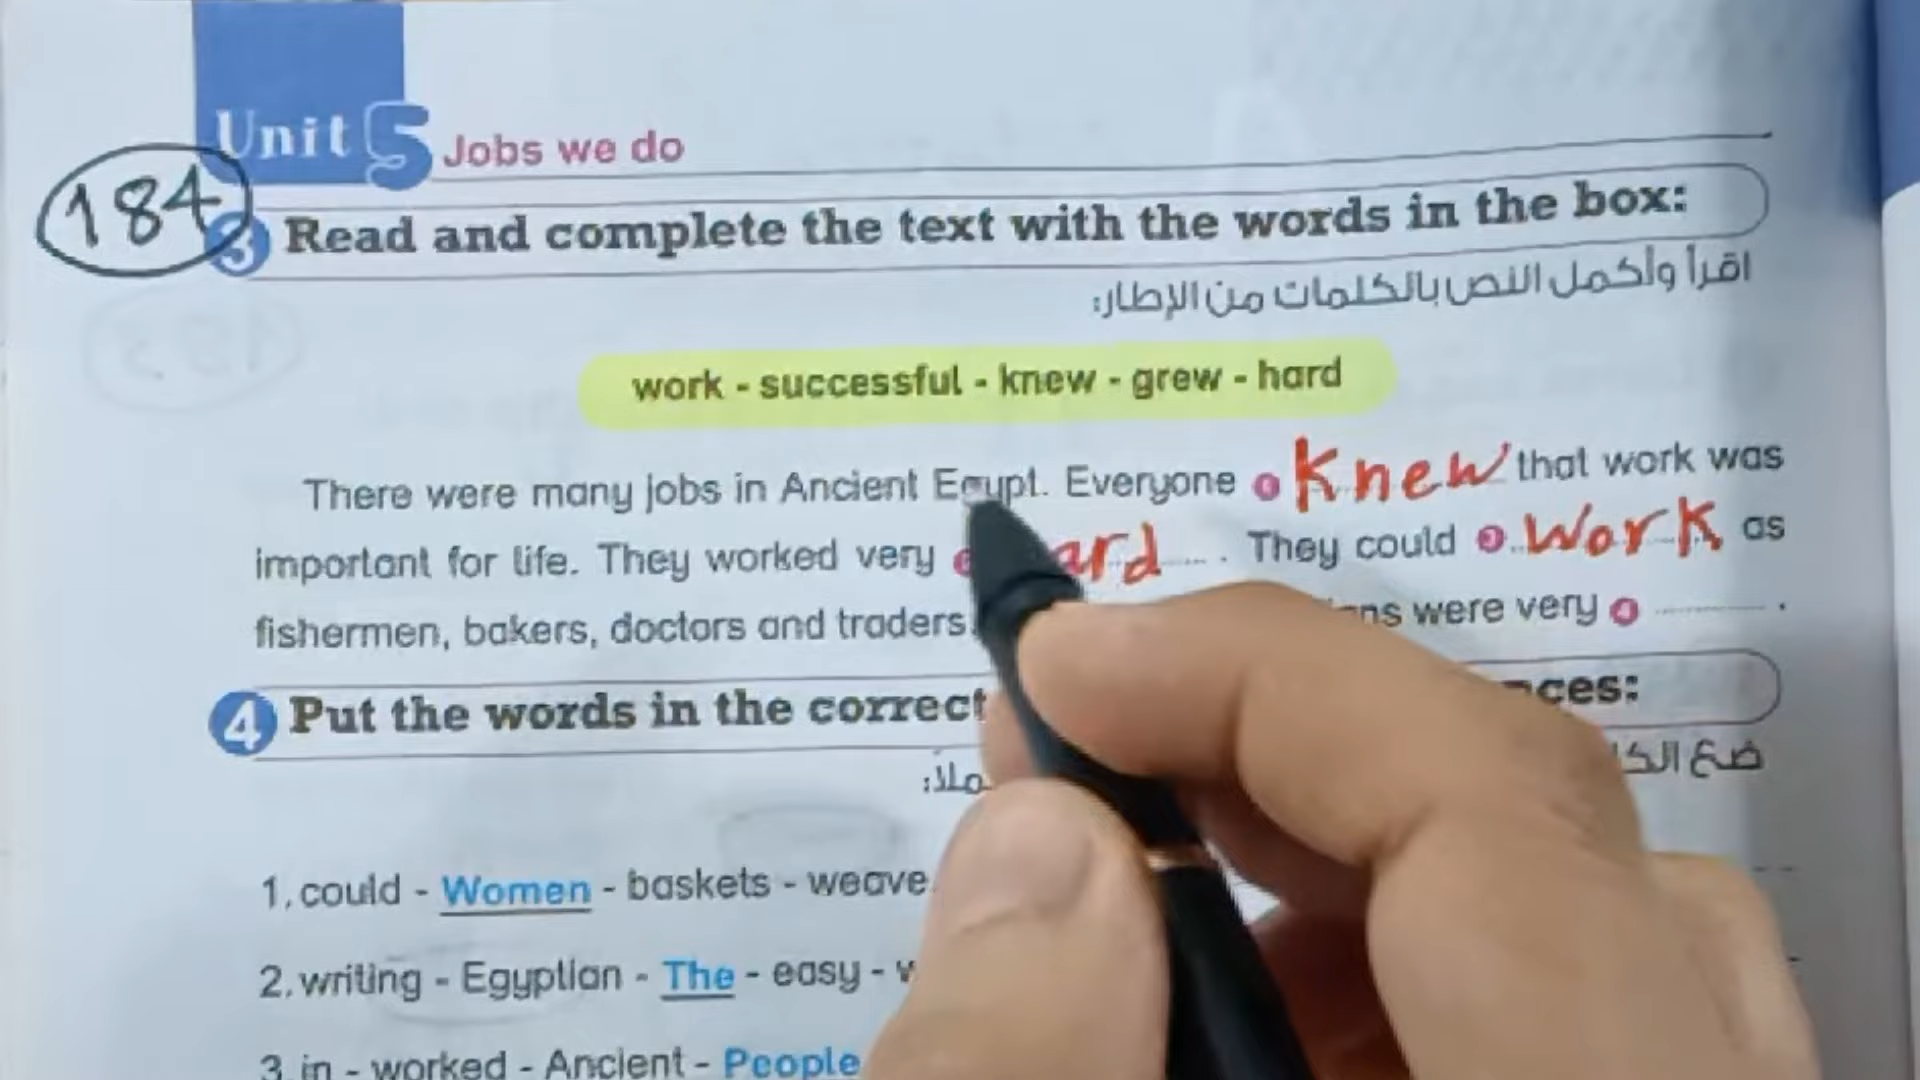 Unit 5 Jobs we do
184
3 Read and complete the text with the words in the box:
اقرأ وأكمل النص بالكلمات من الإطار:
work - successful - knew - grew - hard
There were many jobs in Ancient Egypt. Everyone 1 Knew that work was
important for life. They worked very ard . They could 3 Work as
fishermen, bakers, doctors and traders. were very 4 .
4 Put the words in the correct
ضع
1. could - Women - baskets - weave.
2. writing - Egyptian - The - easy -
3. in - worked - Ancient - People